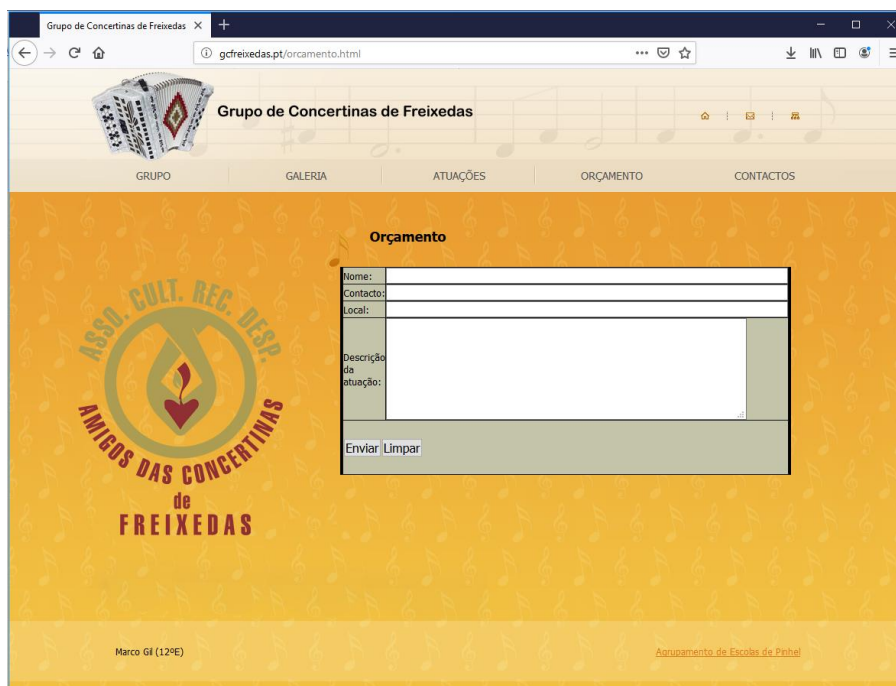 Grupo de Concertinas de Freixedas
gcfreixedas.pt/orcamento.html
Grupo de Concertinas de Freixedas
GRUPO GALERIA ATUAÇÕES ORÇAMENTO CONTACTOS
Orçamento
Nome:
Contacto:
Local:
Descrição
da
atuação:
Enviar Limpar
ASSO. CULT. REC. DESP.
AMIGOS DAS CONCERTINAS
de
FREIXEDAS
Marco Gil (12ºE) Agrupamento de Escolas de Pinhel